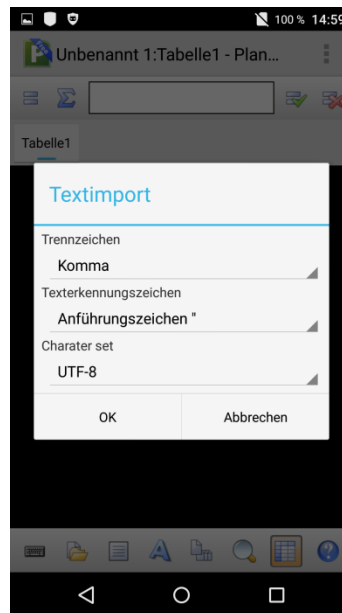 100 % 14:59
Unbenannt 1:Tabelle1 - Plan...
Tabelle1
Textimport
Trennzeichen
Komma
Texterkennungszeichen
Anführungszeichen "
Charater set
UTF-8
OK Abbrechen